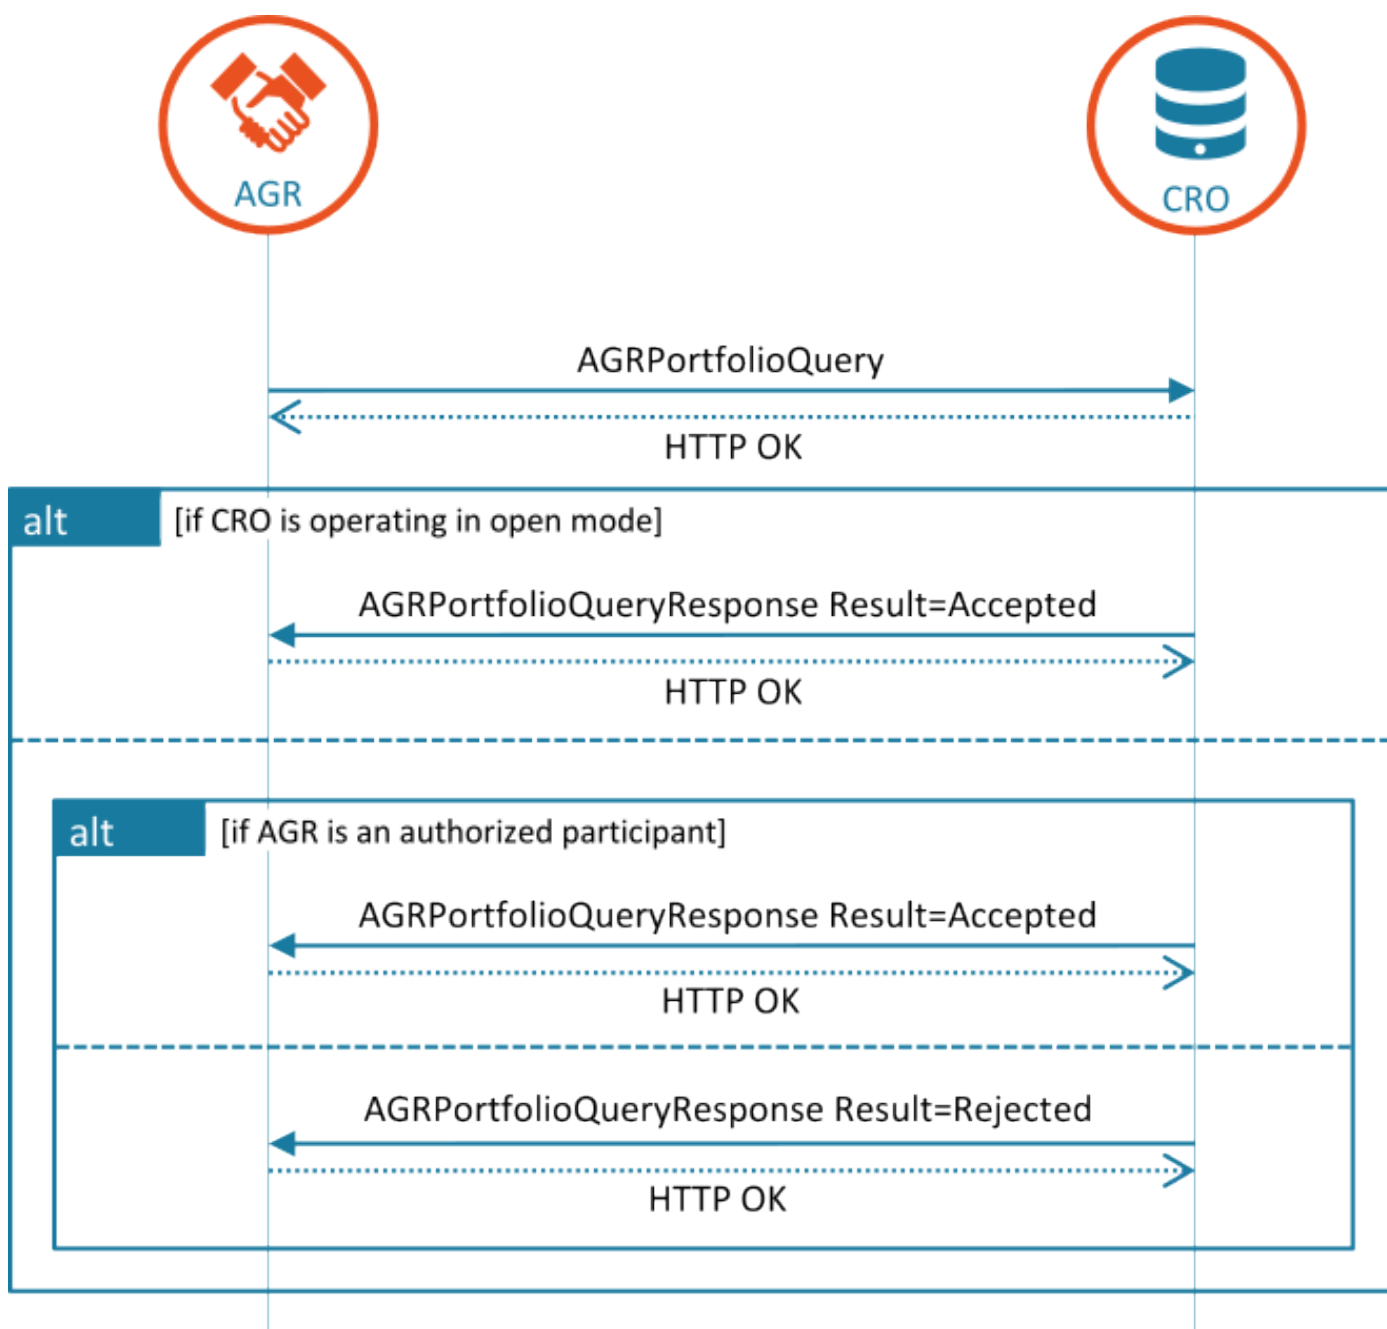 AGR
CRO
AGRPortfolioQuery
HTTP OK
alt
[if CRO is operating in open mode]
AGRPortfolioQueryResponse Result=Accepted
HTTP OK
alt
[if AGR is an authorized participant]
AGRPortfolioQueryResponse Result=Accepted
HTTP OK
AGRPortfolioQueryResponse Result=Rejected
HTTP OK